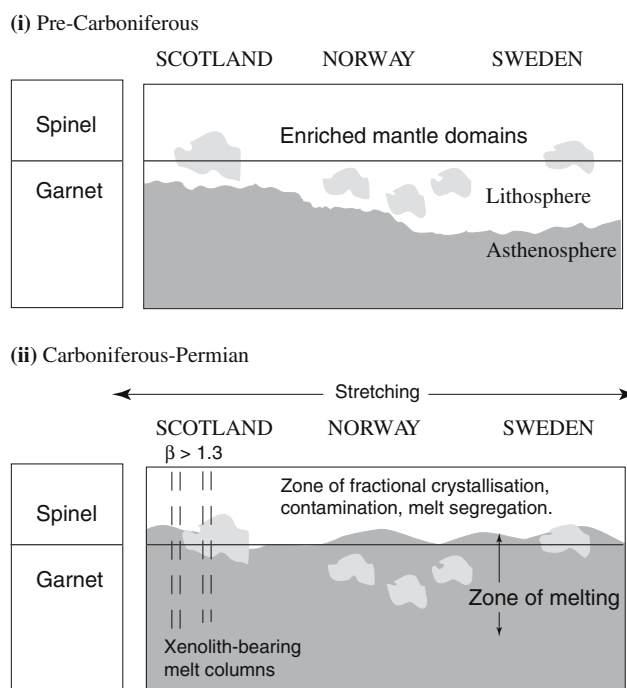 (i) Pre-Carboniferous
SCOTLAND NORWAY SWEDEN
Spinel
Enriched mantle domains
Garnet
Lithosphere
Asthenosphere
(ii) Carboniferous-Permian
Stretching
SCOTLAND NORWAY SWEDEN
β > 1.3
Zone of fractional crystallisation,
contamination, melt segregation.
Spinel
Garnet
Zone of melting
Xenolith-bearing
melt columns